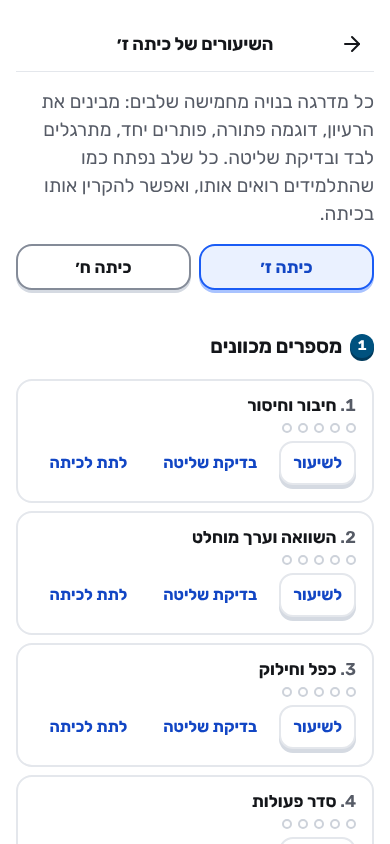 השיעורים של כיתה ז׳
כל מדרגה בנויה מחמישה שלבים: מבינים את
הרעיון, דוגמה פתורה, פותרים יחד, מתרגלים
לבד ובדיקת שליטה. כל שלב נפתח כמו
שהתלמידים רואים אותו, ואפשר להקרין אותו
בכיתה.
כיתה ז׳
כיתה ח׳
1 מספרים מכוונים
1. חיבור וחיסור
לשיעור בדיקת שליטה לתת לכיתה
2. השוואה וערך מוחלט
לשיעור בדיקת שליטה לתת לכיתה
3. כפל וחילוק
לשיעור בדיקת שליטה לתת לכיתה
4. סדר פעולות